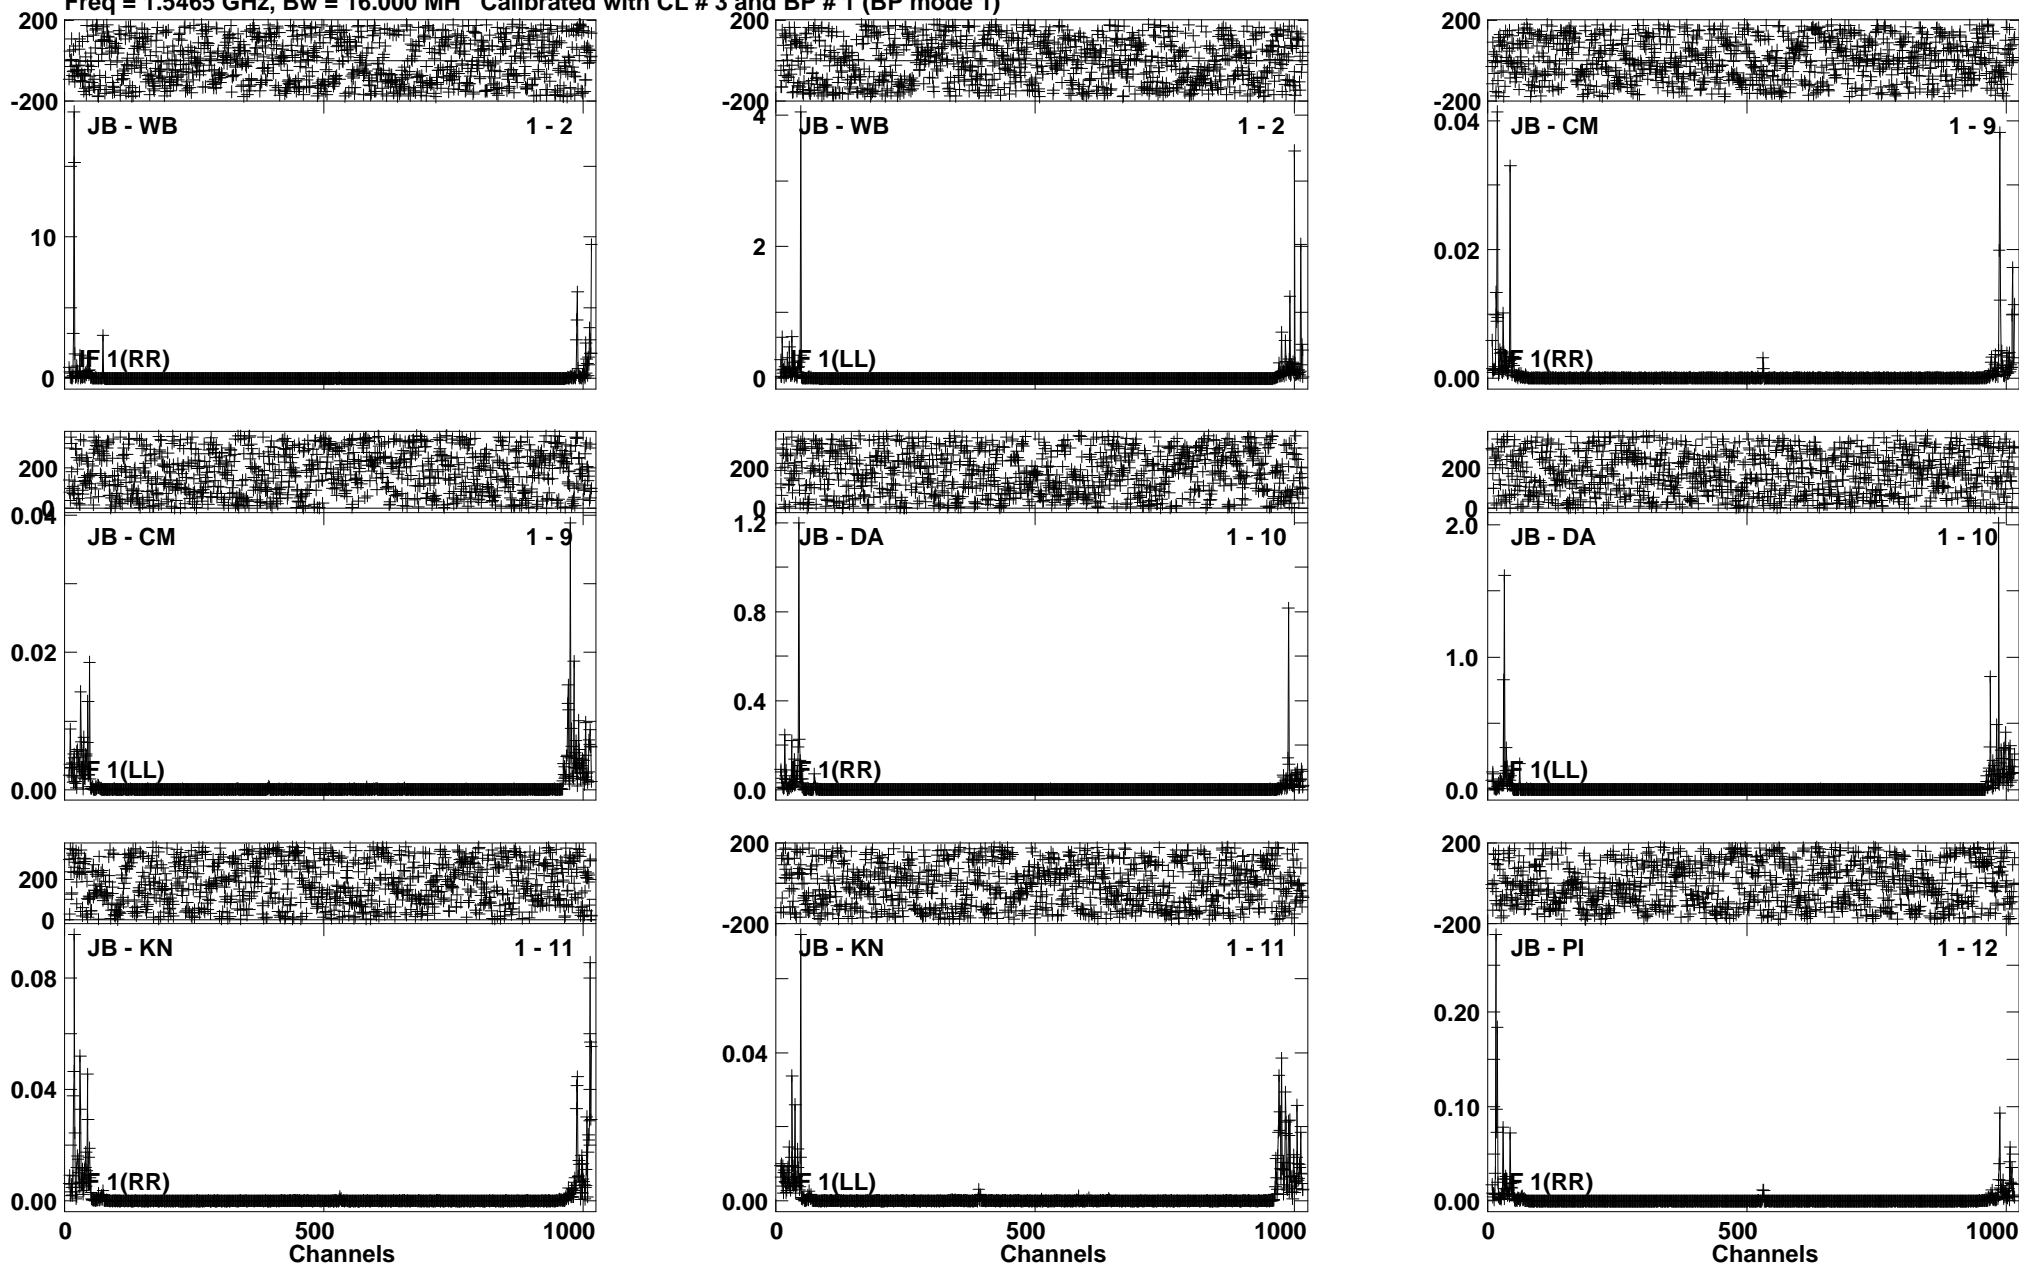 Freq = 1.5465 GHz, Bw = 16.000 MH Calibrated with CL # 3 and BP # 1 (BP mode 1)
200
-200
10
0
JB - WB
1 - 2
IF 1(RR)
200
-200
4
2
0
JB - WB
1 - 2
IF 1(LL)
200
-200
0.04
0.02
0.00
JB - CM
1 - 9
IF 1(RR)
200
0
0.04
0.02
0.00
JB - CM
1 - 9
IF 1(LL)
200
0
1.2
0.8
0.4
0.0
JB - DA
1 - 10
IF 1(RR)
200
0
2.0
1.0
0.0
JB - DA
1 - 10
IF 1(LL)
200
0
0.08
0.04
0.00
JB - KN
1 - 11
IF 1(RR)
0
500
1000
Channels
200
-200
0.04
0.00
JB - KN
1 - 11
IF 1(LL)
0
500
1000
Channels
200
-200
0.20
0.10
0.00
JB - PI
1 - 12
IF 1(RR)
0
500
1000
Channels